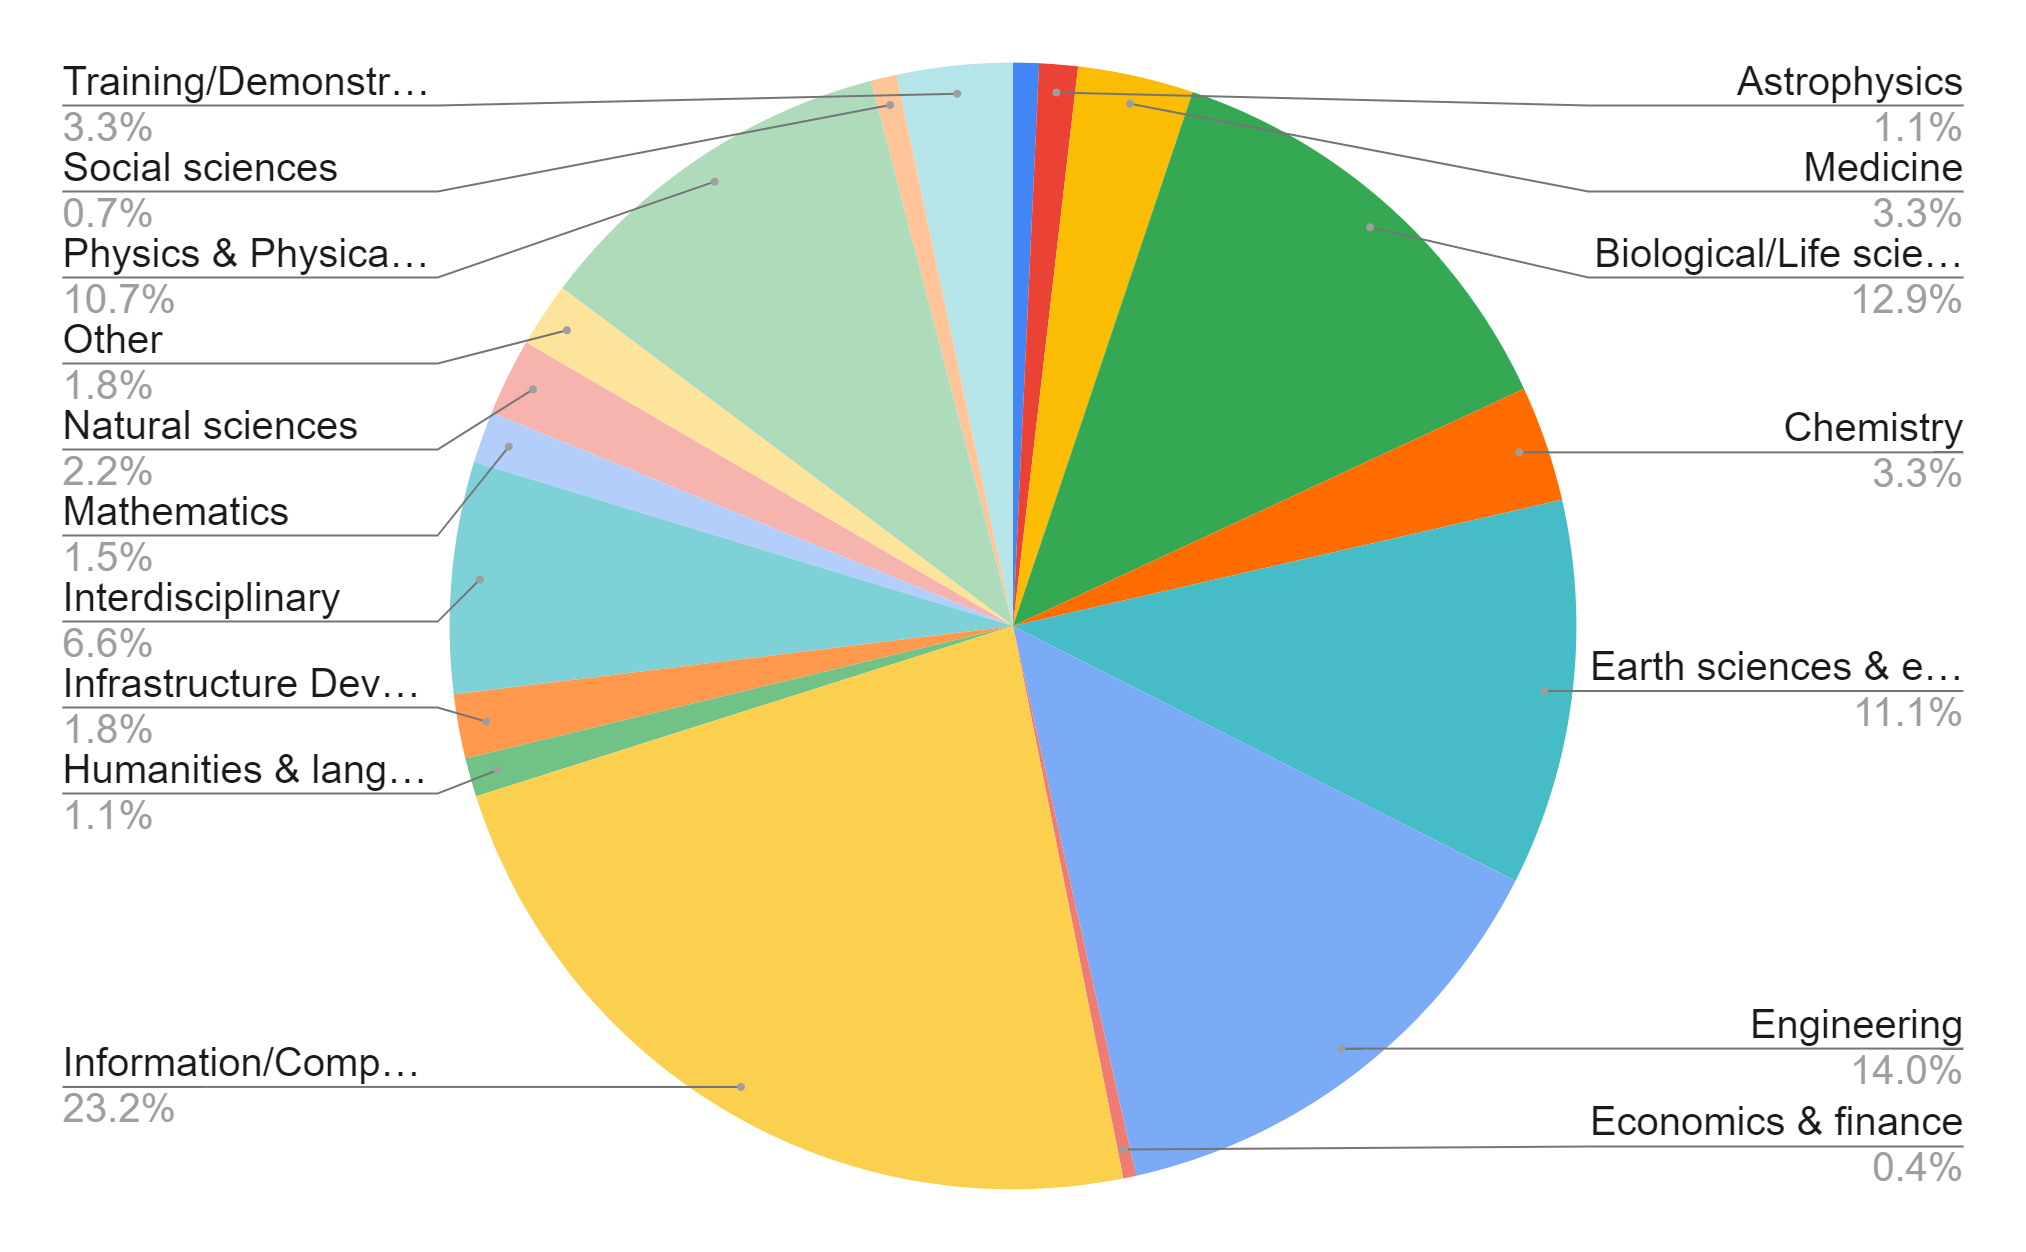 Training/Demonstr…
3.3%
Social sciences
0.7%
Physics & Physica…
10.7%
Other
1.8%
Natural sciences
2.2%
Mathematics
1.5%
Interdisciplinary
6.6%
Infrastructure Dev…
1.8%
Humanities & lang…
1.1%
Information/Comp…
23.2%
Astrophysics
1.1%
Medicine
3.3%
Biological/Life scie…
12.9%
Chemistry
3.3%
Earth sciences & e…
11.1%
Engineering
14.0%
Economics & finance
0.4%